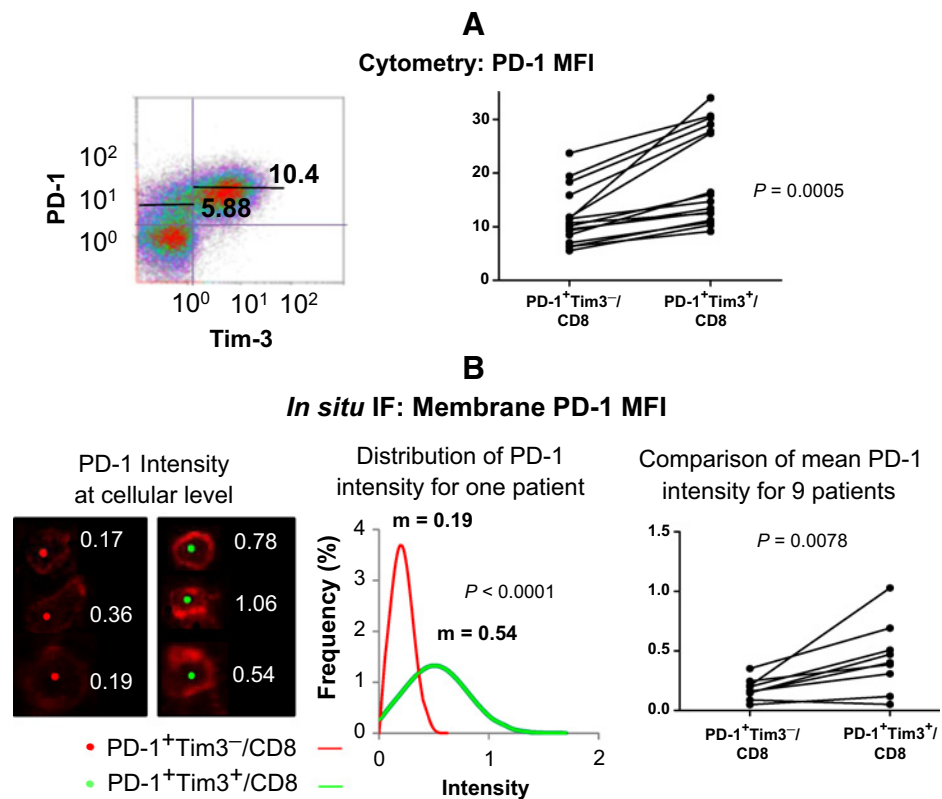 A
Cytometry: PD-1 MFI
PD-1
10²
10¹
10⁰
10.4
5.88
10⁰ 10¹ 10²
Tim-3
30
20
10
0
P = 0.0005
PD-1⁺Tim3⁻/ PD-1⁺Tim3⁺/
CD8 CD8
B
In situ IF: Membrane PD-1 MFI
PD-1 Intensity
at cellular level
0.17
0.36
0.19
0.78
1.06
0.54
PD-1⁺Tim3⁻/CD8
PD-1⁺Tim3⁺/CD8
Distribution of PD-1
intensity for one patient
Frequency (%)
4
3
2
1
0
m = 0.19
P < 0.0001
m = 0.54
0 1 2
Intensity
Comparison of mean PD-1
intensity for 9 patients
1.5
1.0
0.5
0.0
P = 0.0078
PD-1⁺Tim3⁻/ PD-1⁺Tim3⁺/
CD8 CD8